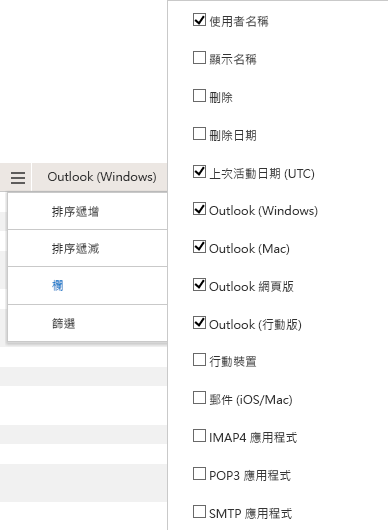 Outlook (Windows)
排序遞增
排序遞減
欄
篩選
使用者名稱
顯示名稱
刪除
刪除日期
上次活動日期 (UTC)
Outlook (Windows)
Outlook (Mac)
Outlook 網頁版
Outlook (行動版)
行動裝置
郵件 (iOS/Mac)
IMAP4 應用程式
POP3 應用程式
SMTP 應用程式